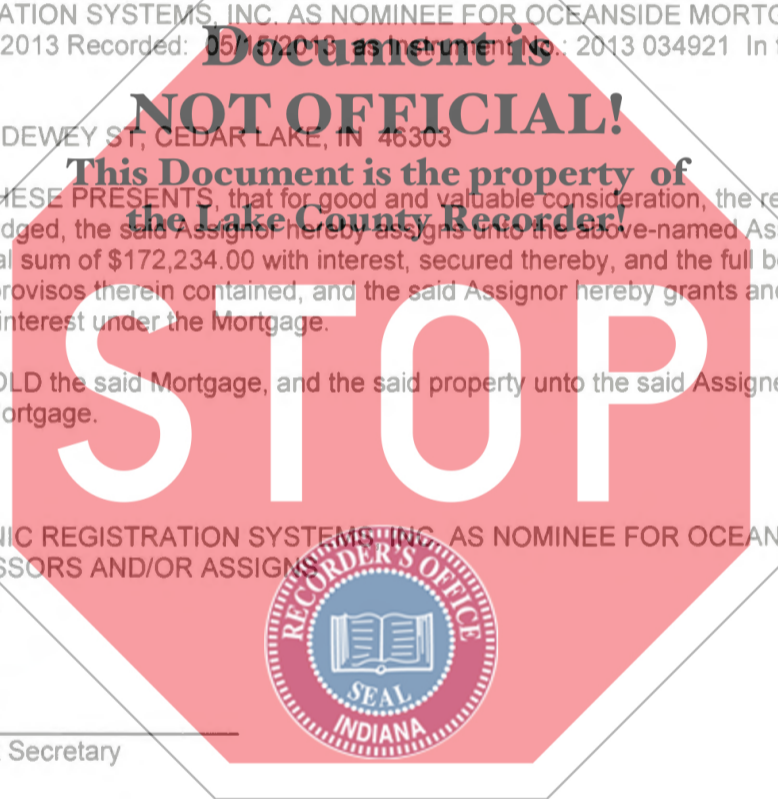 ATION SYSTEMS, INC. AS NOMINEE FOR OCEANSIDE MORTG
2013 Recorded: 05/15/2013 as Instrument No.: 2013 034921 In
Document is
NOT OFFICIAL!
DEWEY ST, CEDAR LAKE, IN 46303
This Document is the property of
the Lake County Recorder!
HESE PRESENTS, that for good and valuable consideration, the re
dged, the said Assignor hereby assigns unto the above-named As
al sum of $172,234.00 with interest, secured thereby, and the full b
rovisos therein contained, and the said Assignor hereby grants and
interest under the Mortgage.
STOP
OLD the said Mortgage, and the said property unto the said Assigne
ortgage.
NIC REGISTRATION SYSTEMS, INC. AS NOMINEE FOR OCEAN
SSORS AND/OR ASSIGNS
RECORDER'S OFFICE
SEAL
INDIANA
Secretary